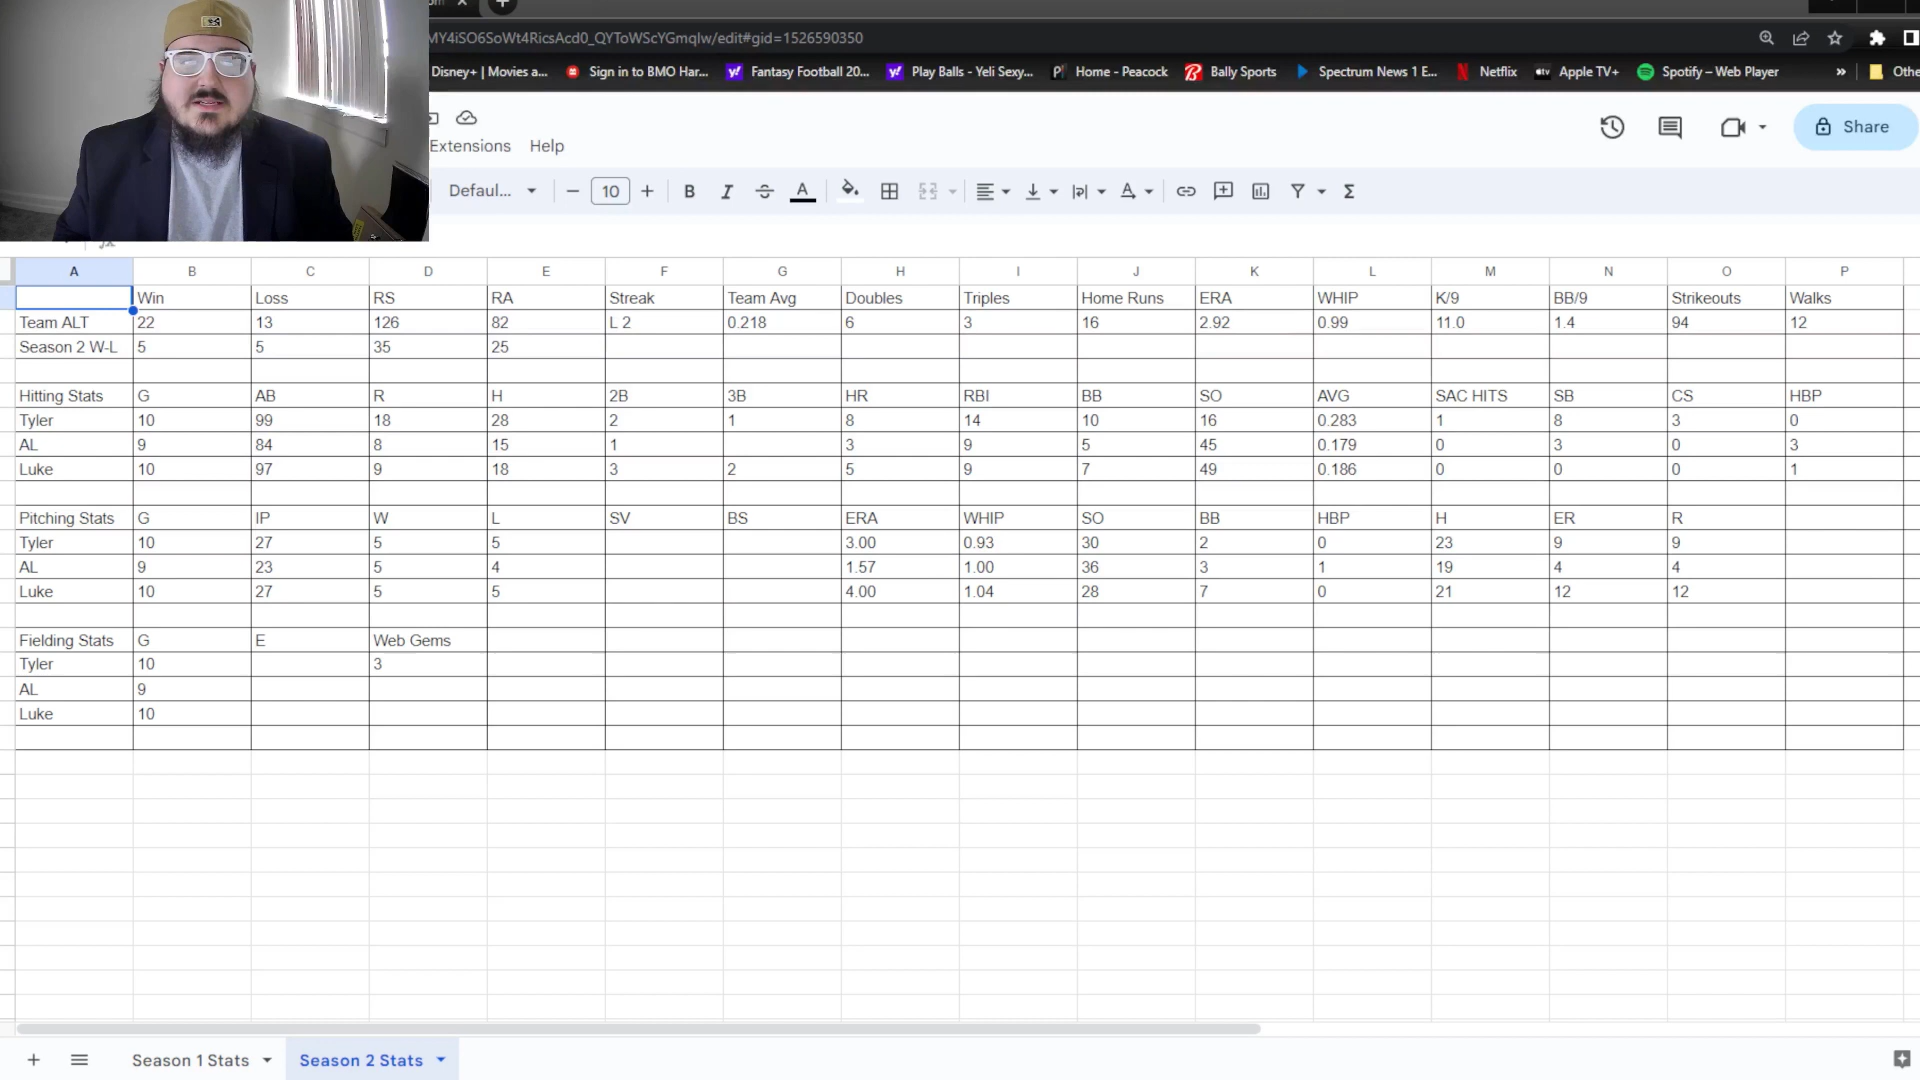 MY4iSO6SoWt4RicsAcd0_QYToWScYGmqlw/edit#gid=1526590350
Disney+ | Movies a... Sign in to BMO Har... Fantasy Football 20... Play Balls - Yeli Sexy... Home - Peacock Bally Sports Spectrum News 1 E... Netflix Apple TV+ Spotify – Web Player » Othe
Extensions Help
Share
Defaul... − 10 + B I A
A B C D E F G H I J K L M N O P
Win Loss RS RA Streak Team Avg Doubles Triples Home Runs ERA WHIP K/9 BB/9 Strikeouts Walks
Team ALT 22 13 126 82 L 2 0.218 6 3 16 2.92 0.99 11.0 1.4 94 12
Season 2 W-L 5 5 35 25
Hitting Stats G AB R H 2B 3B HR RBI BB SO AVG SAC HITS SB CS HBP
Tyler 10 99 18 28 2 1 8 14 10 16 0.283 1 8 3 0
AL 9 84 8 15 1 3 9 5 45 0.179 0 3 0 3
Luke 10 97 9 18 3 2 5 9 7 49 0.186 0 0 0 1
Pitching Stats G IP W L SV BS ERA WHIP SO BB HBP H ER R
Tyler 10 27 5 5 3.00 0.93 30 2 0 23 9 9
AL 9 23 5 4 1.57 1.00 36 3 1 19 4 4
Luke 10 27 5 5 4.00 1.04 28 7 0 21 12 12
Fielding Stats G E Web Gems
Tyler 10 3
AL 9
Luke 10
Season 1 Stats Season 2 Stats